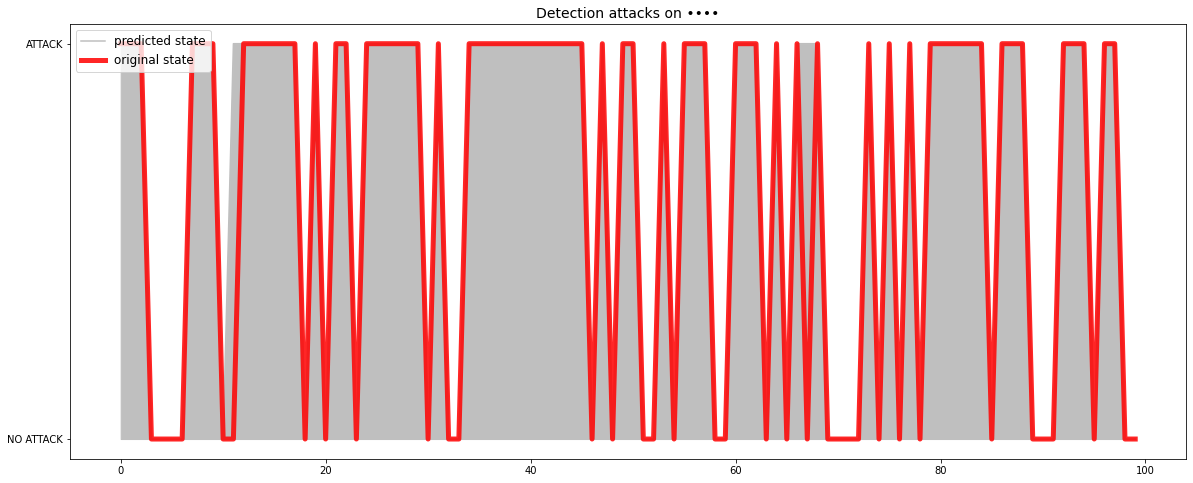 Detection attacks on ••••
ATTACK
predicted state
original state
NO ATTACK
0 20 40 60 80 100